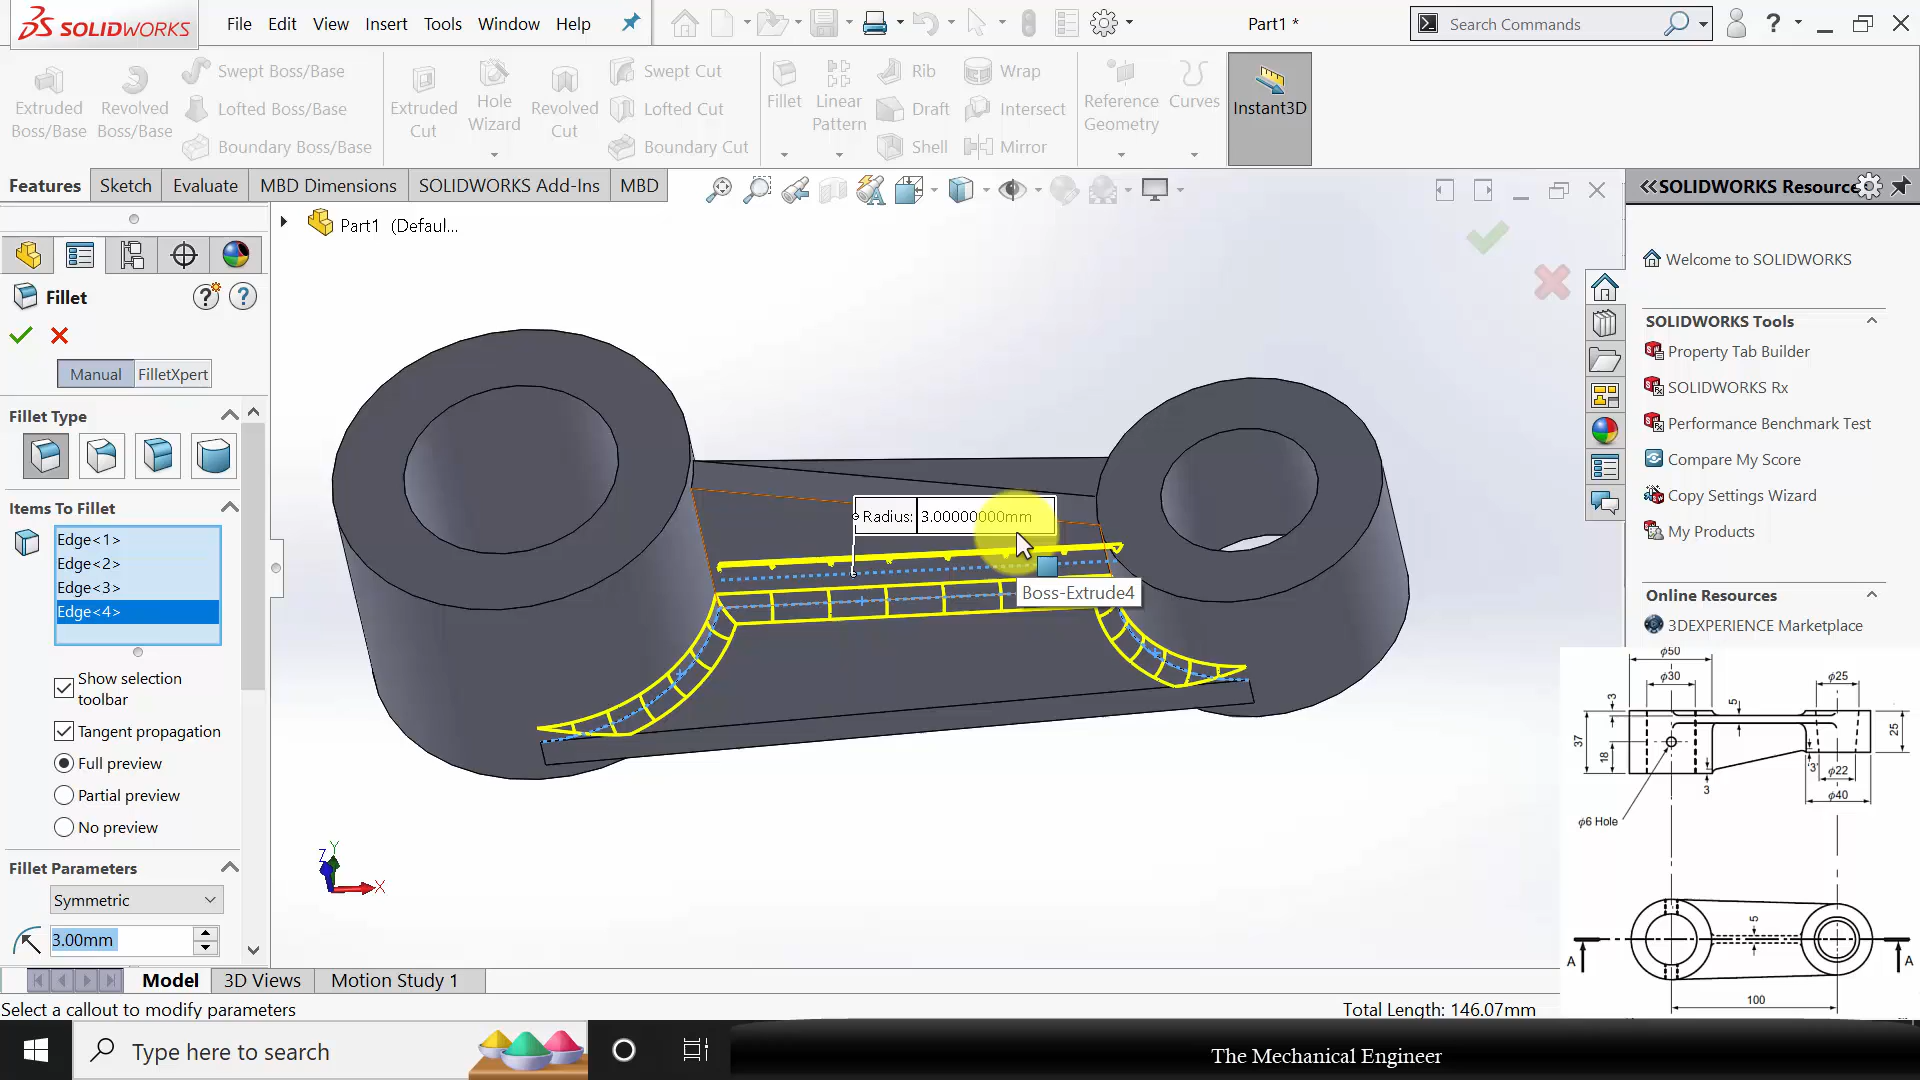 SOLIDWORKS
File Edit View Insert Tools Window Help
Part1 *
Search Commands
?
Extruded Boss/Base
Revolved Boss/Base
Swept Boss/Base
Lofted Boss/Base
Boundary Boss/Base
Extruded Cut
Hole Wizard
Revolved Cut
Swept Cut
Lofted Cut
Boundary Cut
Fillet
Linear Pattern
Rib
Draft
Shell
Wrap
Intersect
Mirror
Reference Geometry
Curves
Instant3D
Features Sketch Evaluate MBD Dimensions SOLIDWORKS Add-Ins MBD
SOLIDWORKS Resource
Part1 (Defaul...
Welcome to SOLIDWORKS
Fillet
? ?
SOLIDWORKS Tools
Property Tab Builder
SOLIDWORKS Rx
Performance Benchmark Test
Compare My Score
Copy Settings Wizard
My Products
Online Resources
3DEXPERIENCE Marketplace
Manual FilletXpert
Fillet Type
Items To Fillet
Edge<1>
Edge<2>
Edge<3>
Edge<4>
Show selection
toolbar
Tangent propagation
Full preview
Partial preview
No preview
Fillet Parameters
Symmetric
3.00mm
Radius: 3.00000000mm
Boss-Extrude4
Y
Z
X
φ50
φ30
φ25
3
5
37
18
25
3
3
φ22
φ40
φ6 Hole
5
A A
100
Model 3D Views Motion Study 1
Select a callout to modify parameters
Total Length: 146.07mm
Type here to search
The Mechanical Engineer